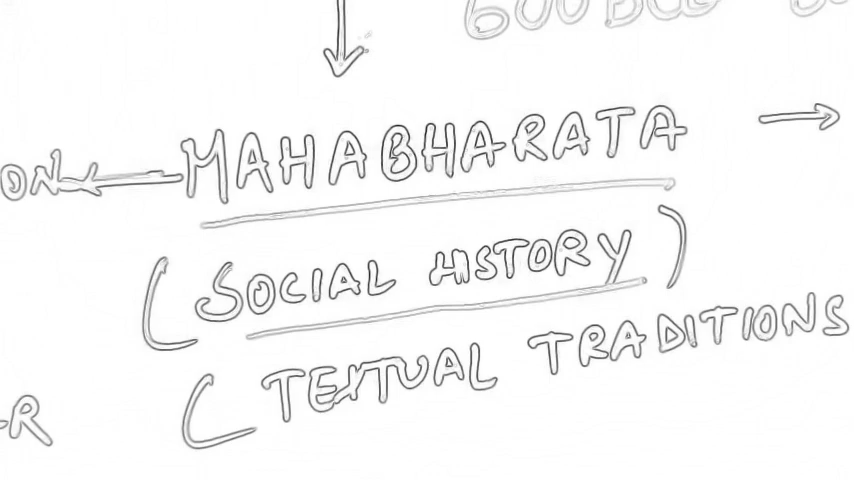 600 BCE
MAHABHARATA
(SOCIAL HISTORY)
(TEXTUAL TRADITIONS